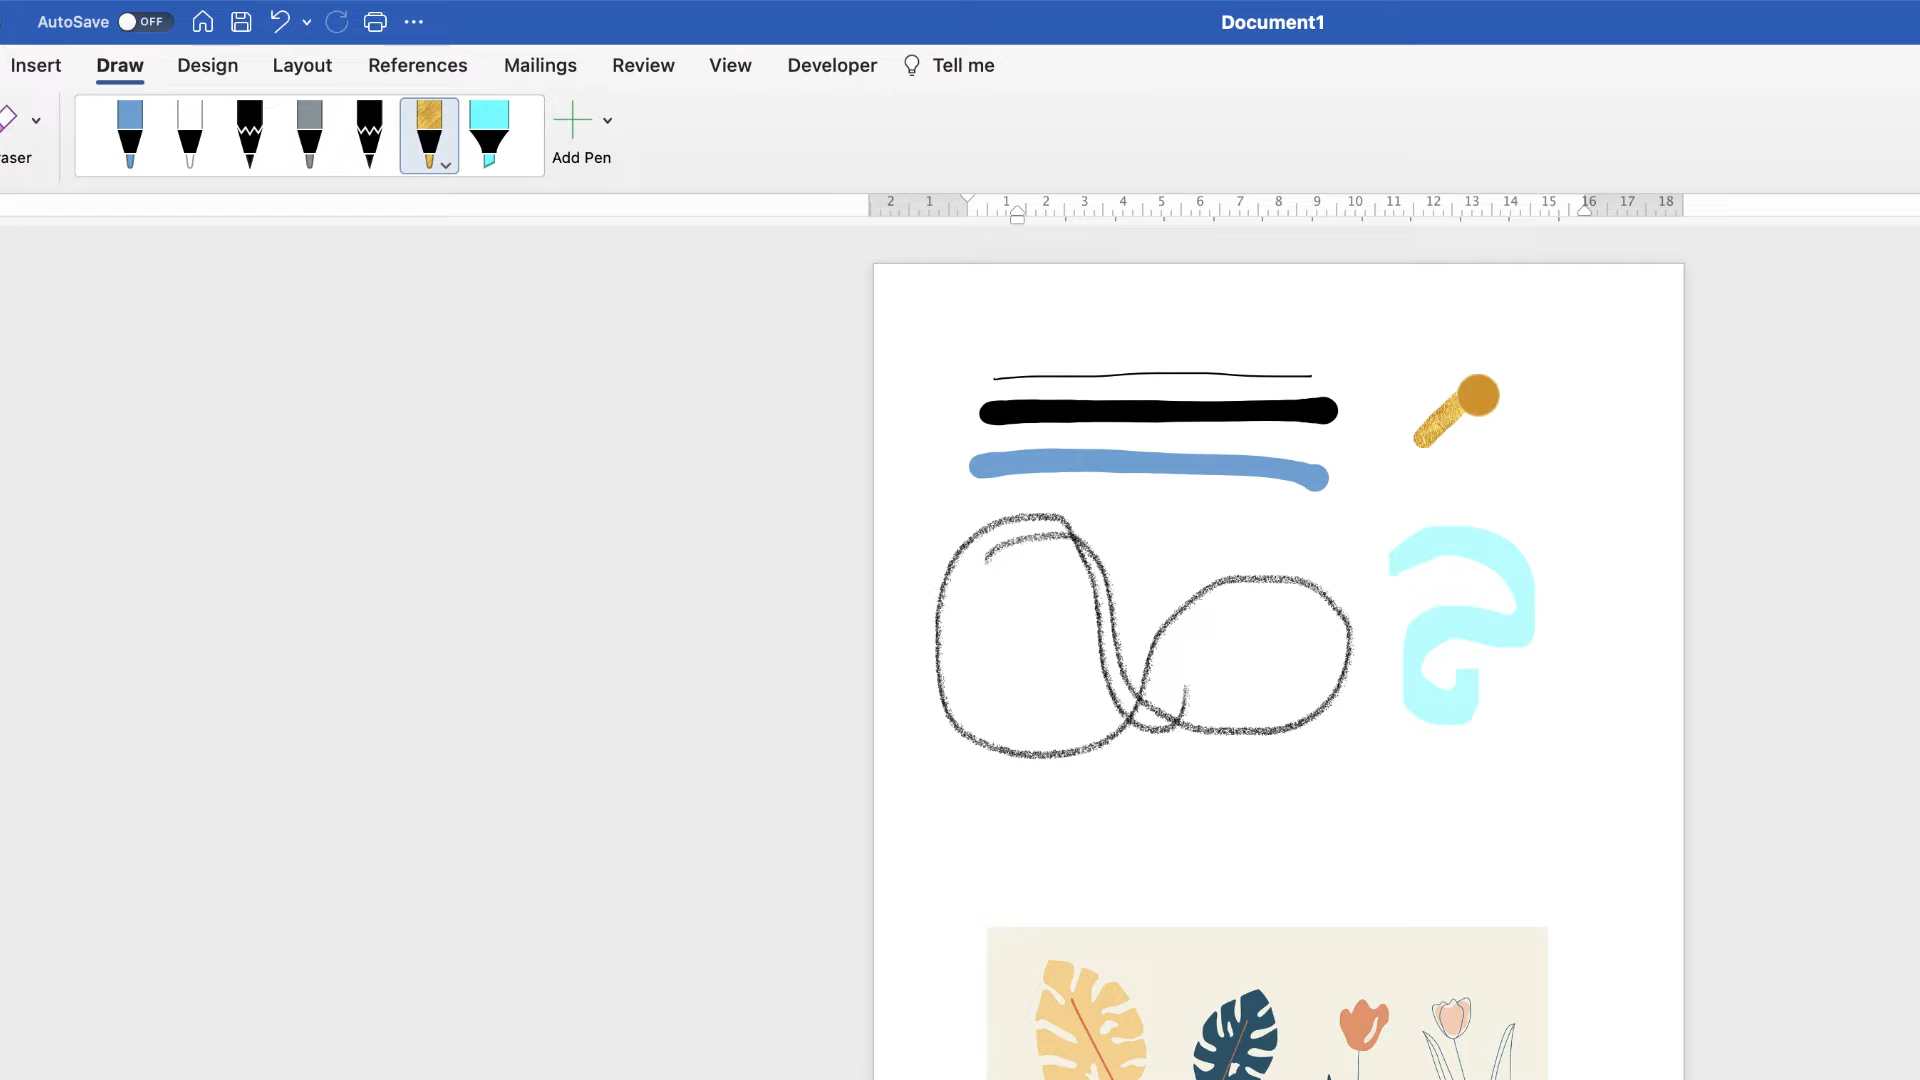 AutoSave OFF Document1
Insert Draw Design Layout References Mailings Review View Developer Tell me
aser Add Pen
2 1 1 2 3 4 5 6 7 8 9 10 11 12 13 14 15 16 17 18